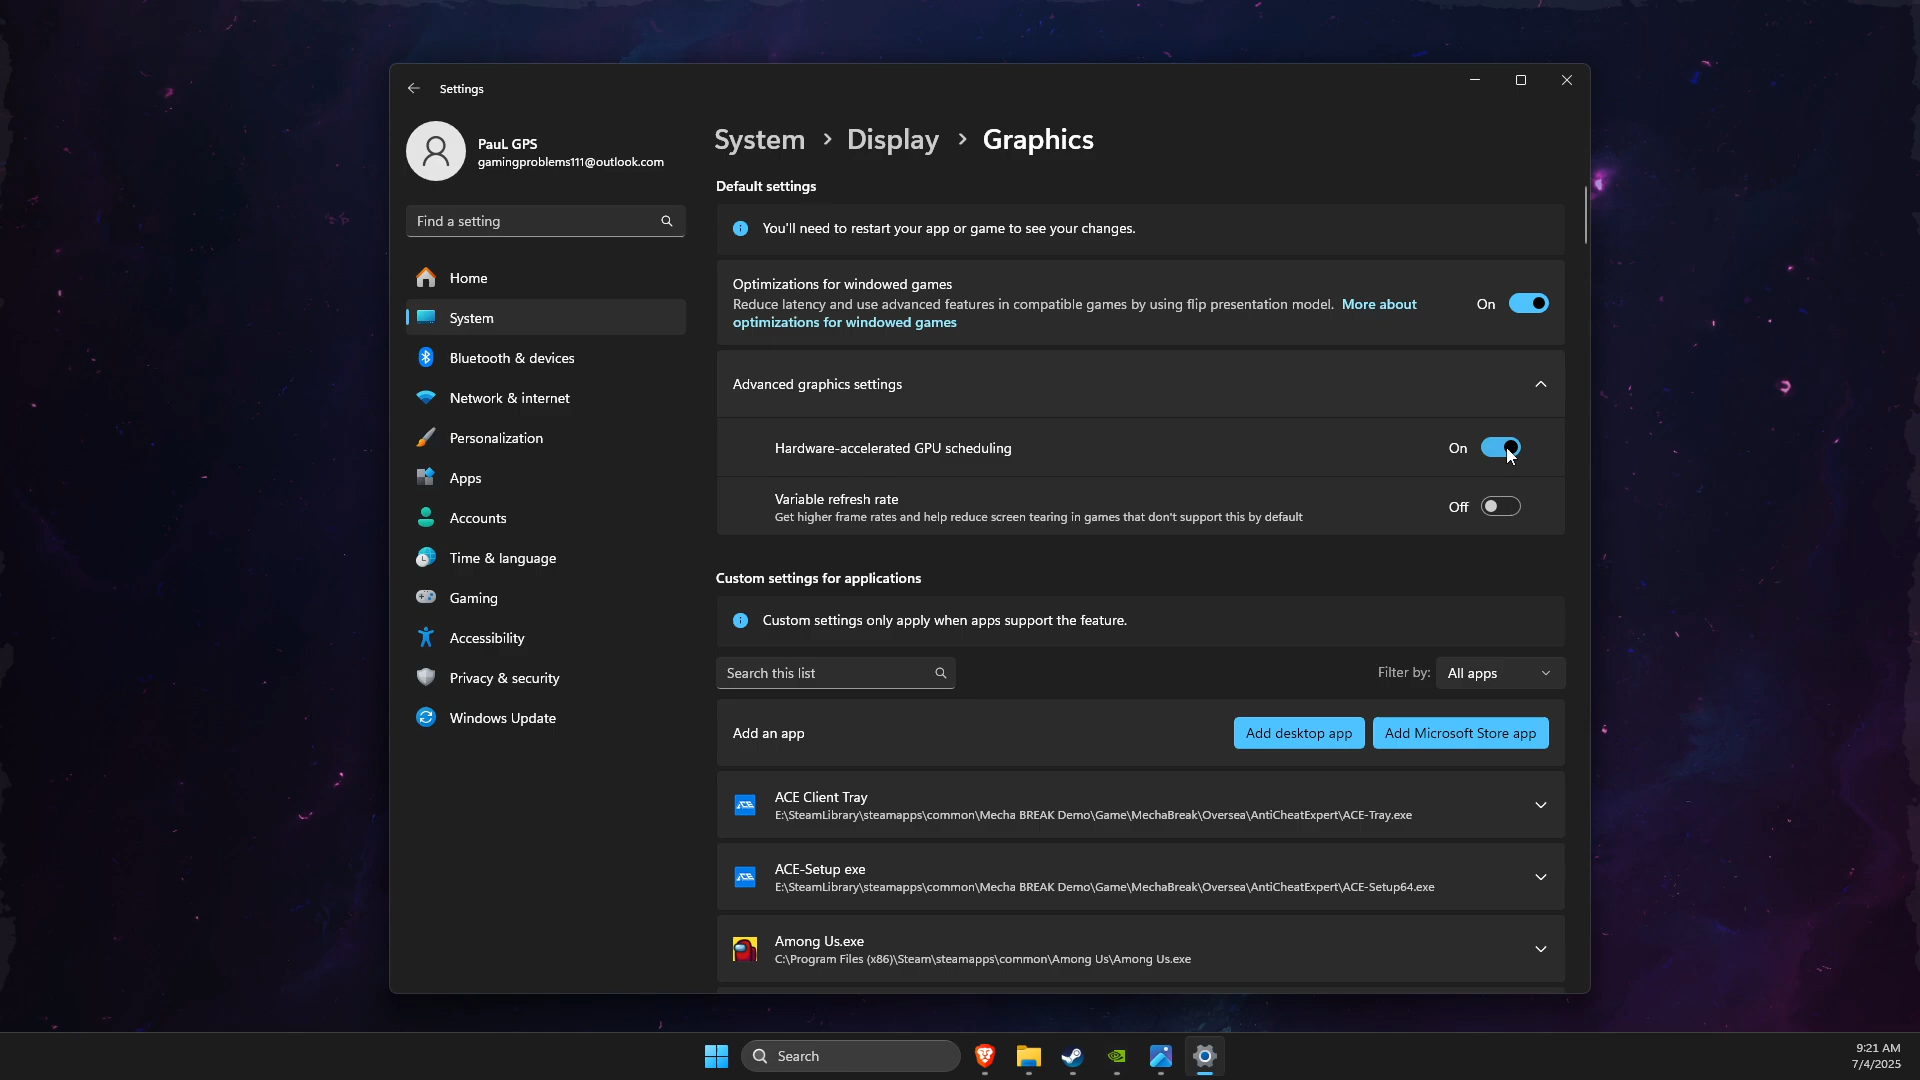 Settings
PauL GPS
gamingproblems111@outlook.com
Find a setting
Home
System
Bluetooth & devices
Network & internet
Personalization
Apps
Accounts
Time & language
Gaming
Accessibility
Privacy & security
Windows Update
System > Display > Graphics
Default settings
You'll need to restart your app or game to see your changes.
Optimizations for windowed games
Reduce latency and use advanced features in compatible games by using flip presentation model. More about
optimizations for windowed games
On
Advanced graphics settings
Hardware-accelerated GPU scheduling
On
Variable refresh rate
Get higher frame rates and help reduce screen tearing in games that don't support this by default
Off
Custom settings for applications
Custom settings only apply when apps support the feature.
Search this list
Filter by: All apps
Add an app
Add desktop app
Add Microsoft Store app
ACE
ACE Client Tray
E:\SteamLibrary\steamapps\common\Mecha BREAK Demo\Game\MechaBreak\Oversea\AntiCheatExpert\ACE-Tray.exe
ACE
ACE-Setup exe
E:\SteamLibrary\steamapps\common\Mecha BREAK Demo\Game\MechaBreak\Oversea\AntiCheatExpert\ACE-Setup64.exe
Among Us.exe
C:\Program Files (x86)\Steam\steamapps\common\Among Us\Among Us.exe
Search
9:21 AM
7/4/2025